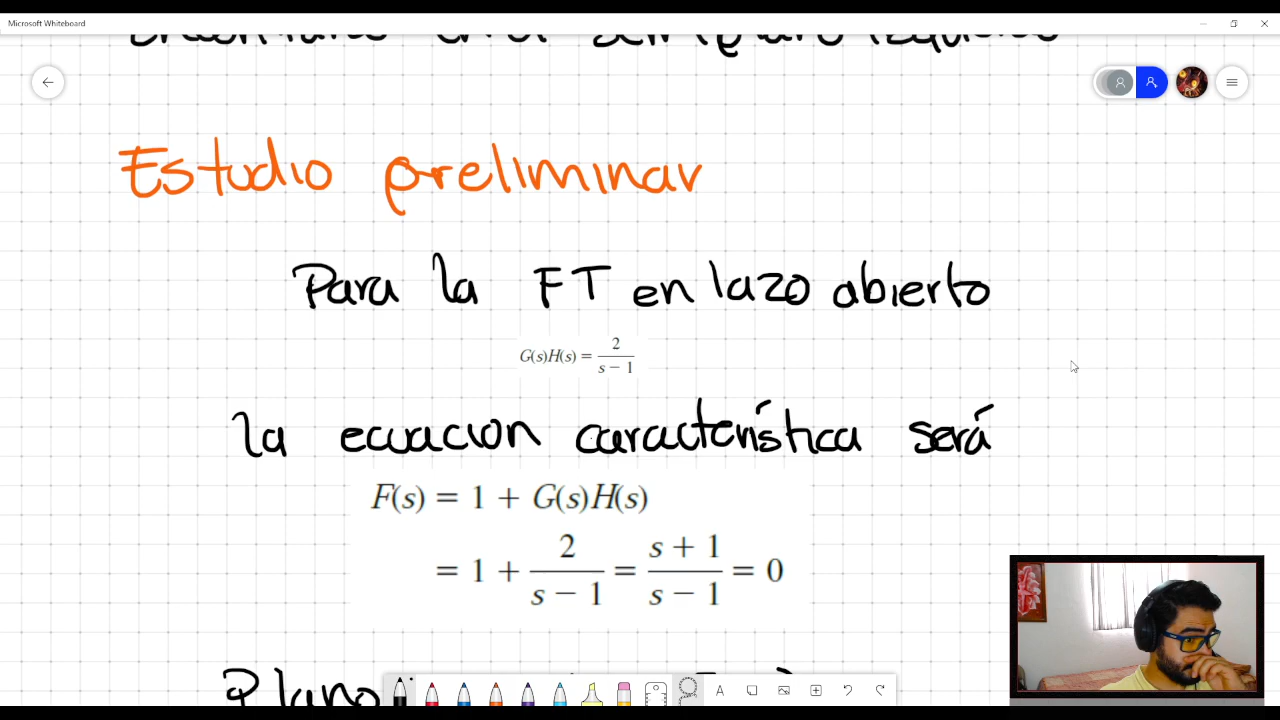 Microsoft Whiteboard
Estudio preliminar
Para la FT en lazo abierto
G(s)H(s) = 2/(s − 1)
la ecuacion característica será
F(s) = 1 + G(s)H(s)
= 1 + 2/(s − 1) = (s + 1)/(s − 1) = 0
Plano